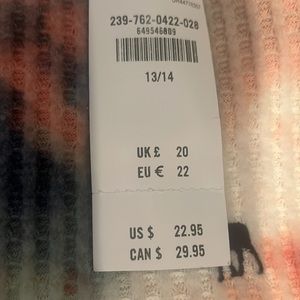 239-762-0422-028
649546809
13/14
UK £ 20
EU € 22
US $ 22.95
CAN $ 29.95